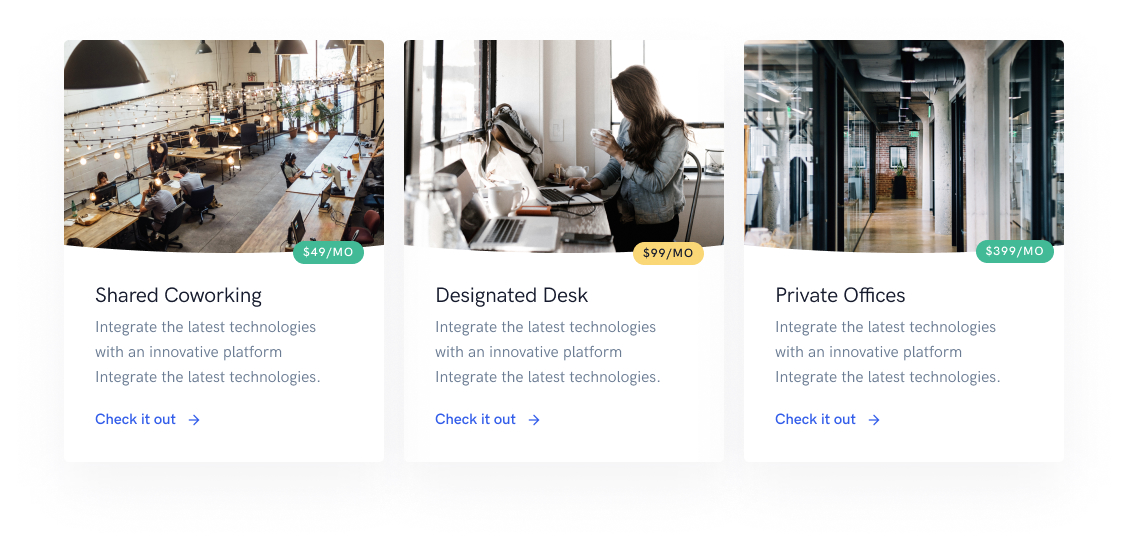 $49/MO
Shared Coworking
Integrate the latest technologies
with an innovative platform
Integrate the latest technologies.
Check it out
$99/MO
Designated Desk
Integrate the latest technologies
with an innovative platform
Integrate the latest technologies.
Check it out
$399/MO
Private Offices
Integrate the latest technologies
with an innovative platform
Integrate the latest technologies.
Check it out